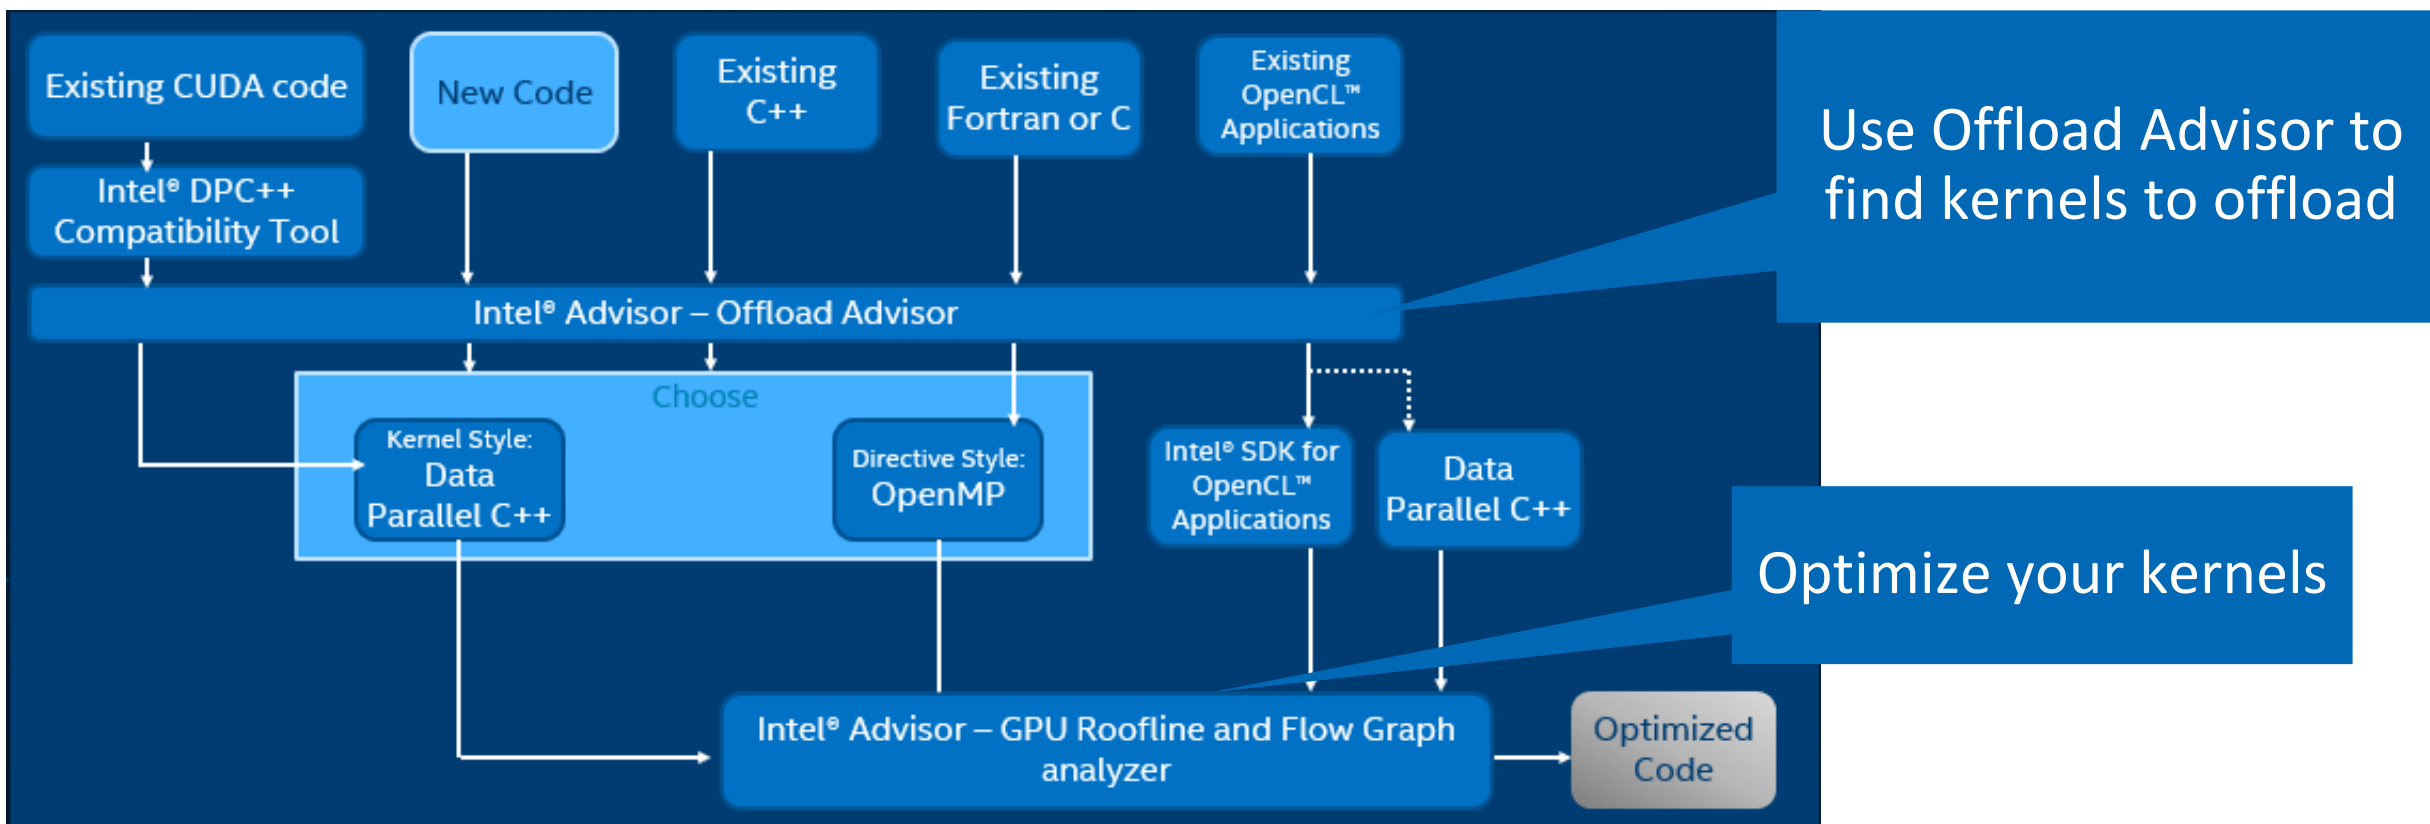 Existing CUDA code
New Code
Existing
C++
Existing
Fortran or C
Existing
OpenCL™
Applications
Use Offload Advisor to
find kernels to offload
Intel® DPC++
Compatibility Tool
Intel® Advisor – Offload Advisor
Choose
Kernel Style:
Data
Parallel C++
Directive Style:
OpenMP
Intel® SDK for
OpenCL™
Applications
Data
Parallel C++
Optimize your kernels
Intel® Advisor – GPU Roofline and Flow Graph
analyzer
Optimized
Code